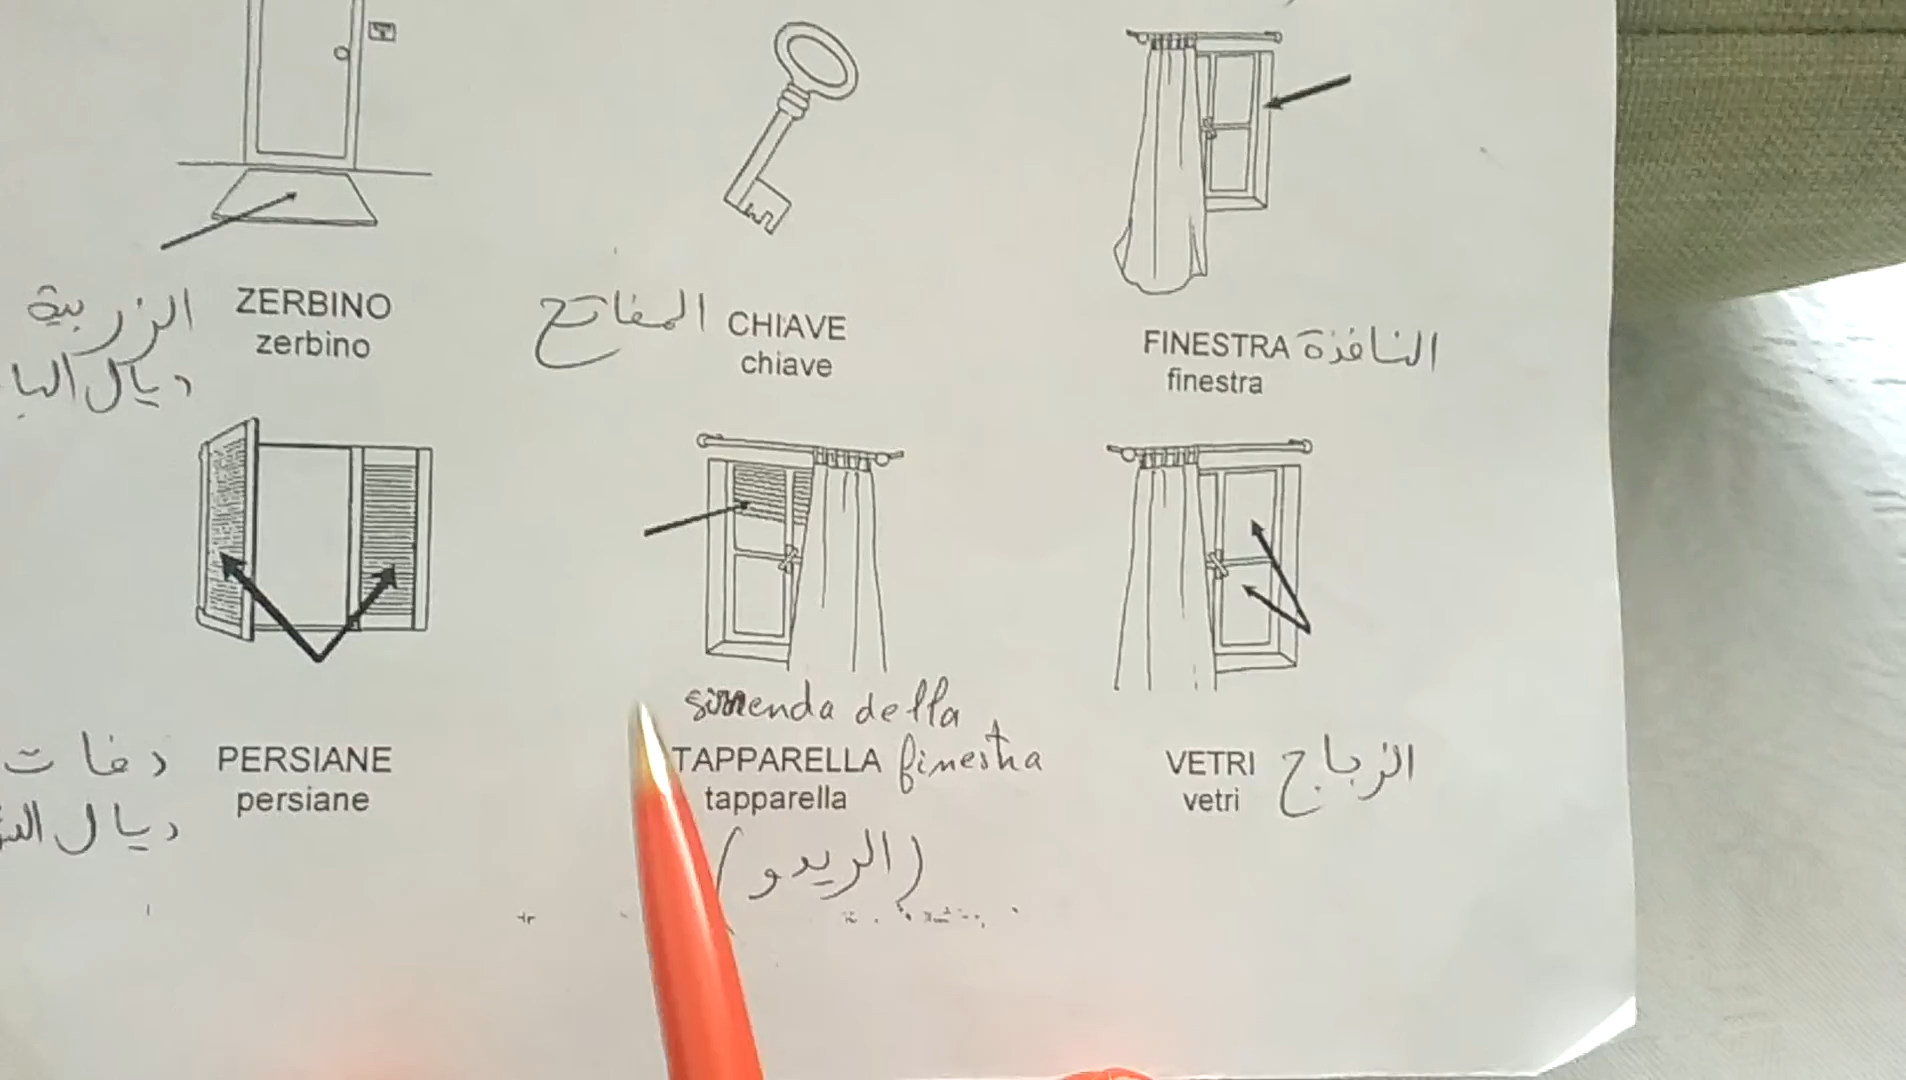 ZERBINO الزربية
zerbino
ديال البا
CHIAVE المفاتح
chiave
FINESTRA النافذة
finestra
PERSIANE دفات
persiane
ديال
della
TAPPARELLA finestra
tapparella
(الريدو)
VETRI الزجاج
vetri